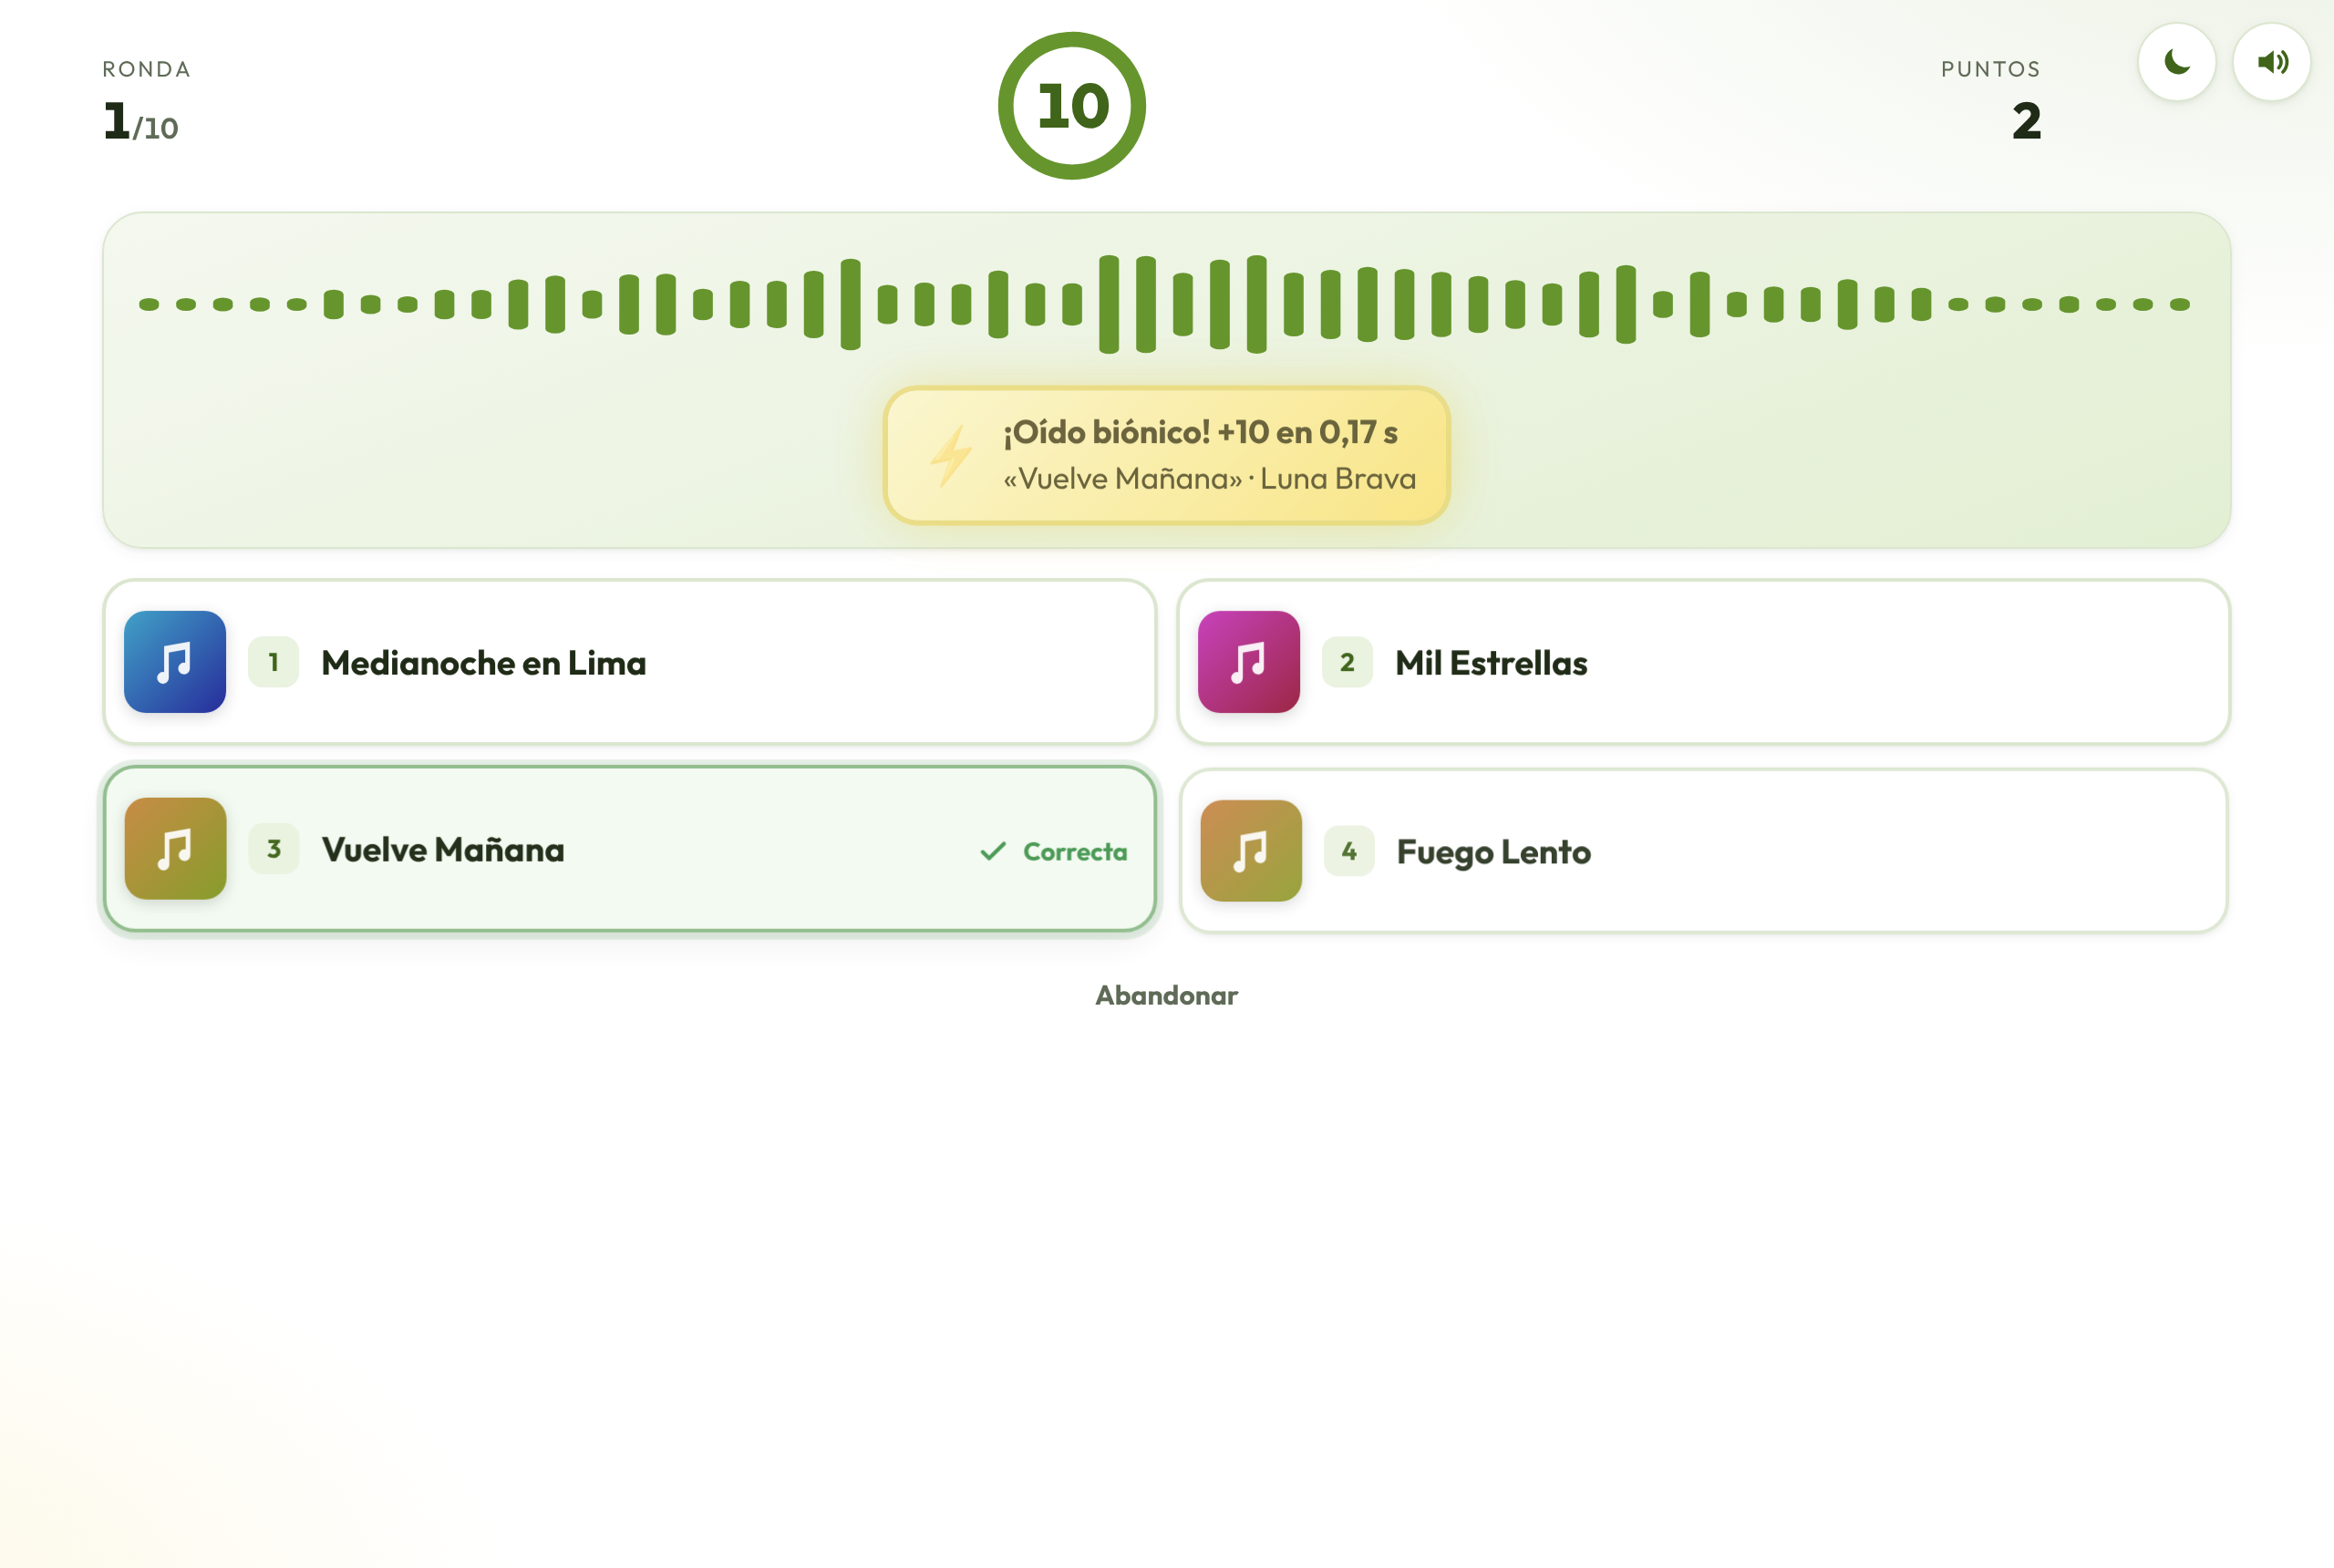 RONDA
1/10
10
PUNTOS
2
¡Oído biónico! +10 en 0,17 s
«Vuelve Mañana» · Luna Brava
1 Medianoche en Lima
2 Mil Estrellas
3 Vuelve Mañana
Correcta
4 Fuego Lento
Abandonar